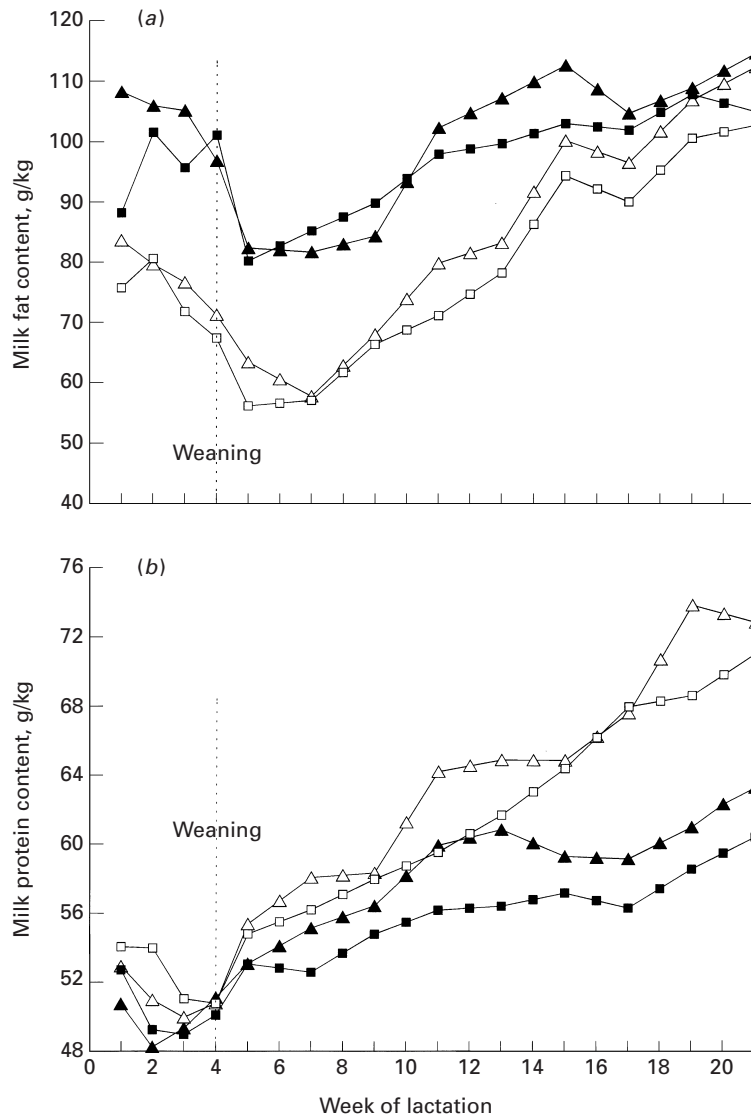 (a)
120
110
100
90
80
70
60
50
40
Milk fat content, g/kg
Weaning
(b)
76
72
68
64
60
56
52
48
Milk protein content, g/kg
Weaning
0 2 4 6 8 10 12 14 16 18 20
Week of lactation